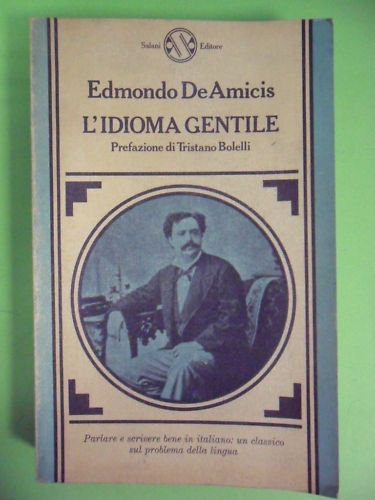 Salani Editore
Edmondo De Amicis
L'IDIOMA GENTILE
Prefazione di Tristano Bolelli
Parlare e scrivere bene in italiano: un classico
sul problema della lingua